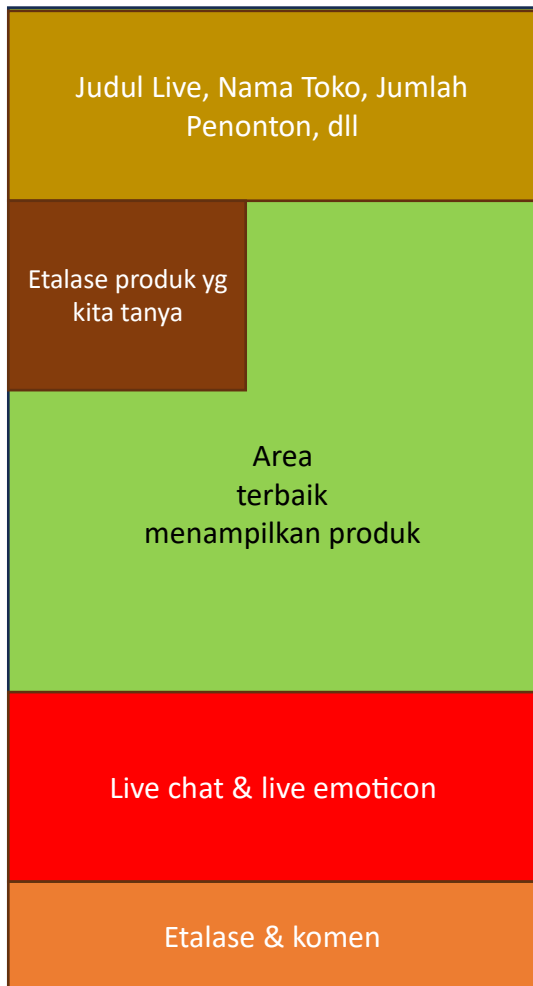 Judul Live, Nama Toko, Jumlah
Penonton, dll
Etalase produk yg
kita tanya
Area
terbaik
menampilkan produk
Live chat & live emoticon
Etalase & komen